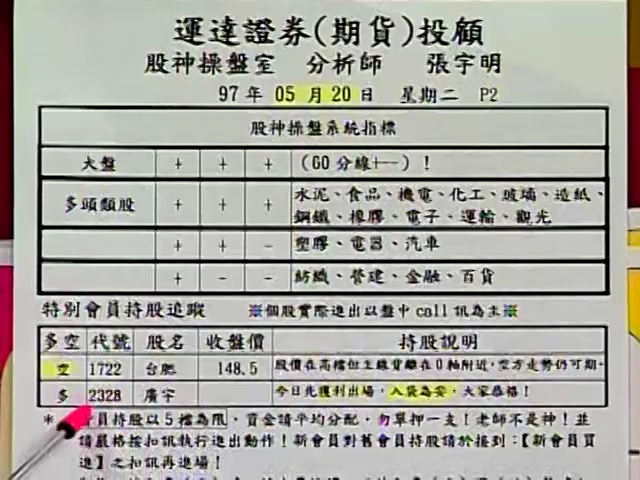 運達證券(期貨)投顧
股神操盤室 分析師 張宇明
97 年 05 月 20 日 星期二 P2
股神操盤系統指標
大盤 + + + (60 分線+--)!
多頭類股 + + + 水泥、食品、機電、化工、玻璃、造紙、
鋼鐵、橡膠、電子、運輸、觀光
+ + - 塑膠、電器、汽車
+ - - 紡織、營建、金融、百貨
特別會員持股追蹤 ※個股實際進出以盤中 call 訊為主※
多空 代號 股名 收盤價 持股說明
空 1722 台肥 148.5 股價在高檔但主線背離在0軸附近,空方走勢仍可期.
多 2328 廣宇 今日先獲利出場,入袋為妥,大家恭禧!
* 會員持股以5檔為限,資金請平均分配,勿單押一支!老師不是神!並
請嚴格按扣訊執行進出動作!新會員對舊會員持股請於接到:【新會員買
進】之扣訊再進場!